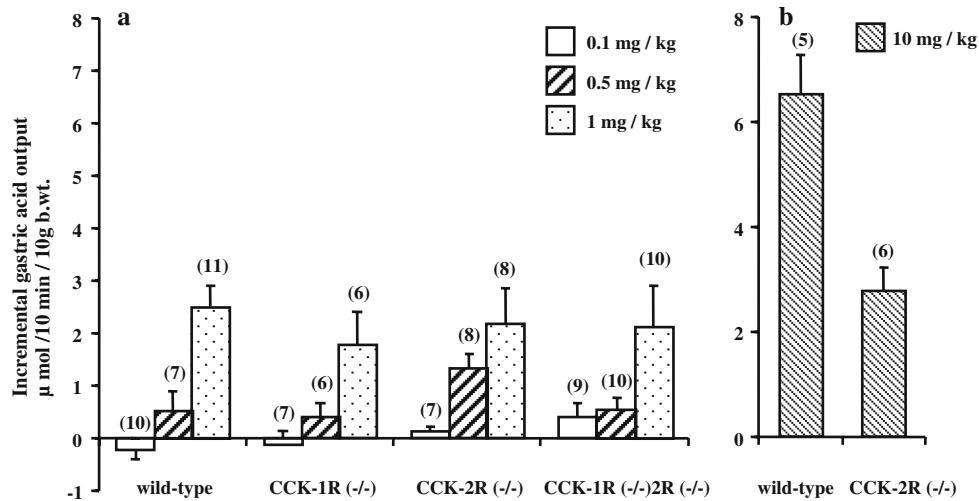 a
b
Incremental gastric acid output
µ mol /10 min / 10g b.wt.
8
7
6
5
4
3
2
1
0
-1
0.1 mg / kg
0.5 mg / kg
1 mg / kg
(10)
(7)
(11)
(7)
(6)
(6)
(7)
(8)
(8)
(9)
(10)
(10)
wild-type
CCK-1R (-/-)
CCK-2R (-/-)
CCK-1R (-/-)2R (-/-)
8
6
4
2
0
10 mg / kg
(5)
(6)
wild-type
CCK-2R (-/-)